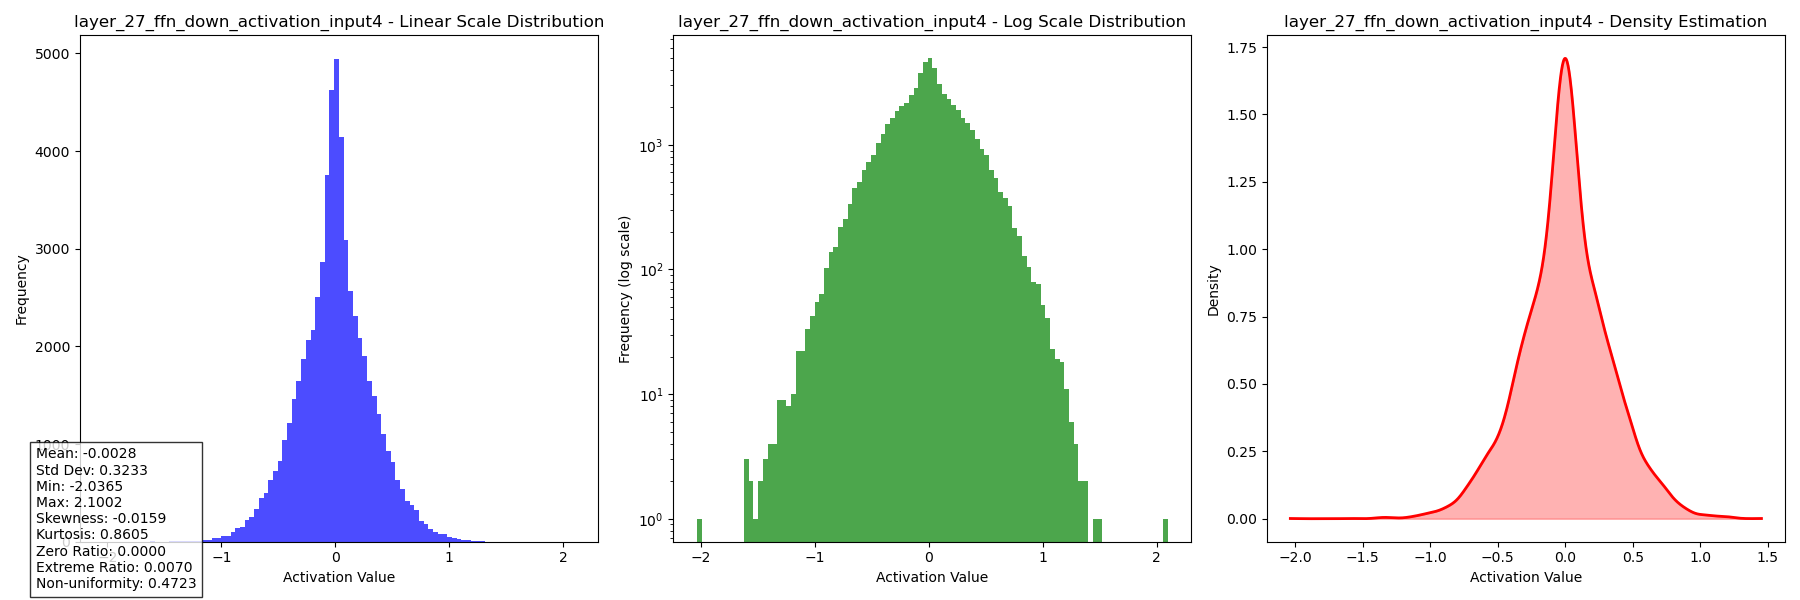 layer_27_ffn_down_activation_input4 - Linear Scale Distribution
5000
4000
3000
2000
1000
0
Frequency
−2
−1
0
1
2
Activation Value
Mean: -0.0028
Std Dev: 0.3233
Min: -2.0365
Max: 2.1002
Skewness: -0.0159
Kurtosis: 0.8605
Zero Ratio: 0.0000
Extreme Ratio: 0.0070
Non-uniformity: 0.4723
layer_27_ffn_down_activation_input4 - Log Scale Distribution
10³
10²
10¹
10⁰
Frequency (log scale)
−2
−1
0
1
2
Activation Value
layer_27_ffn_down_activation_input4 - Density Estimation
1.75
1.50
1.25
1.00
0.75
0.50
0.25
0.00
Density
−2.0
−1.5
−1.0
−0.5
0.0
0.5
1.0
1.5
Activation Value